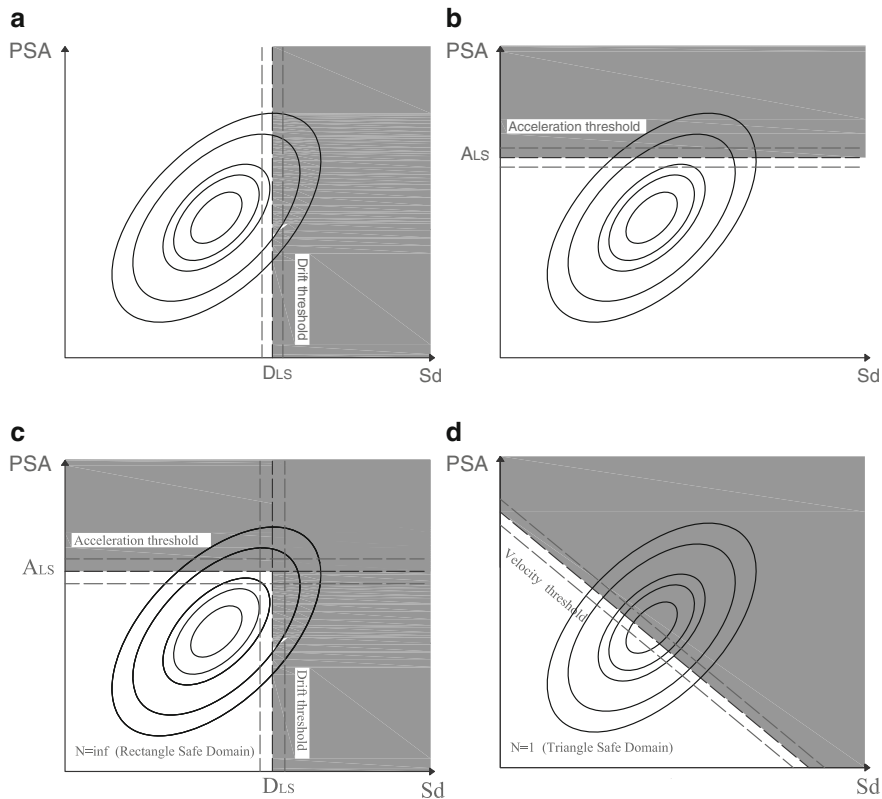 a
PSA
Drift threshold
DLS
Sd
b
PSA
Acceleration threshold
ALS
Sd
c
PSA
Acceleration threshold
ALS
Drift threshold
N=inf (Rectangle Safe Domain)
DLS
Sd
d
PSA
Velocity threshold
N=1 (Triangle Safe Domain)
Sd